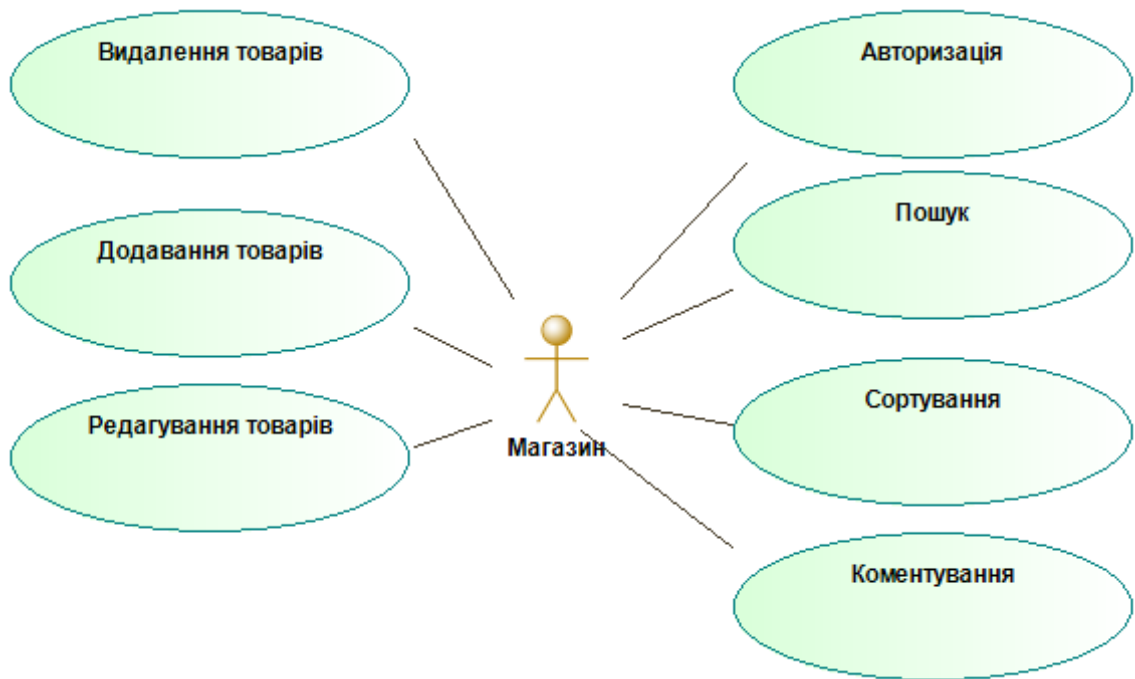 Видалення товарів
Авторизація
Пошук
Додавання товарів
Сортування
Редагування товарів
Магазин
Коментування